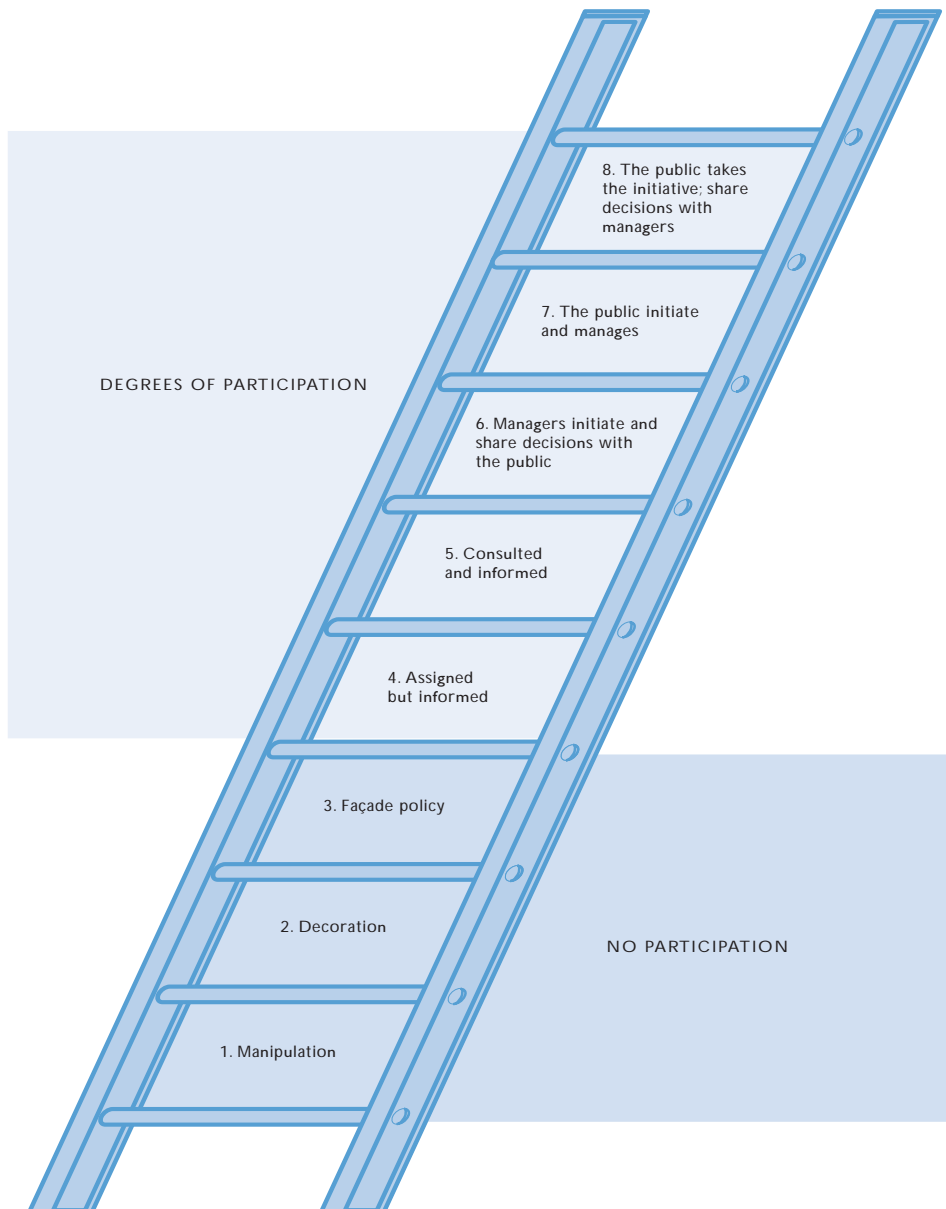 8. The public takes
the initiative; share
decisions with
managers
7. The public initiate
and manages
DEGREES OF PARTICIPATION
6. Managers initiate and
share decisions with
the public
5. Consulted
and informed
4. Assigned
but informed
3. Façade policy
2. Decoration
NO PARTICIPATION
1. Manipulation